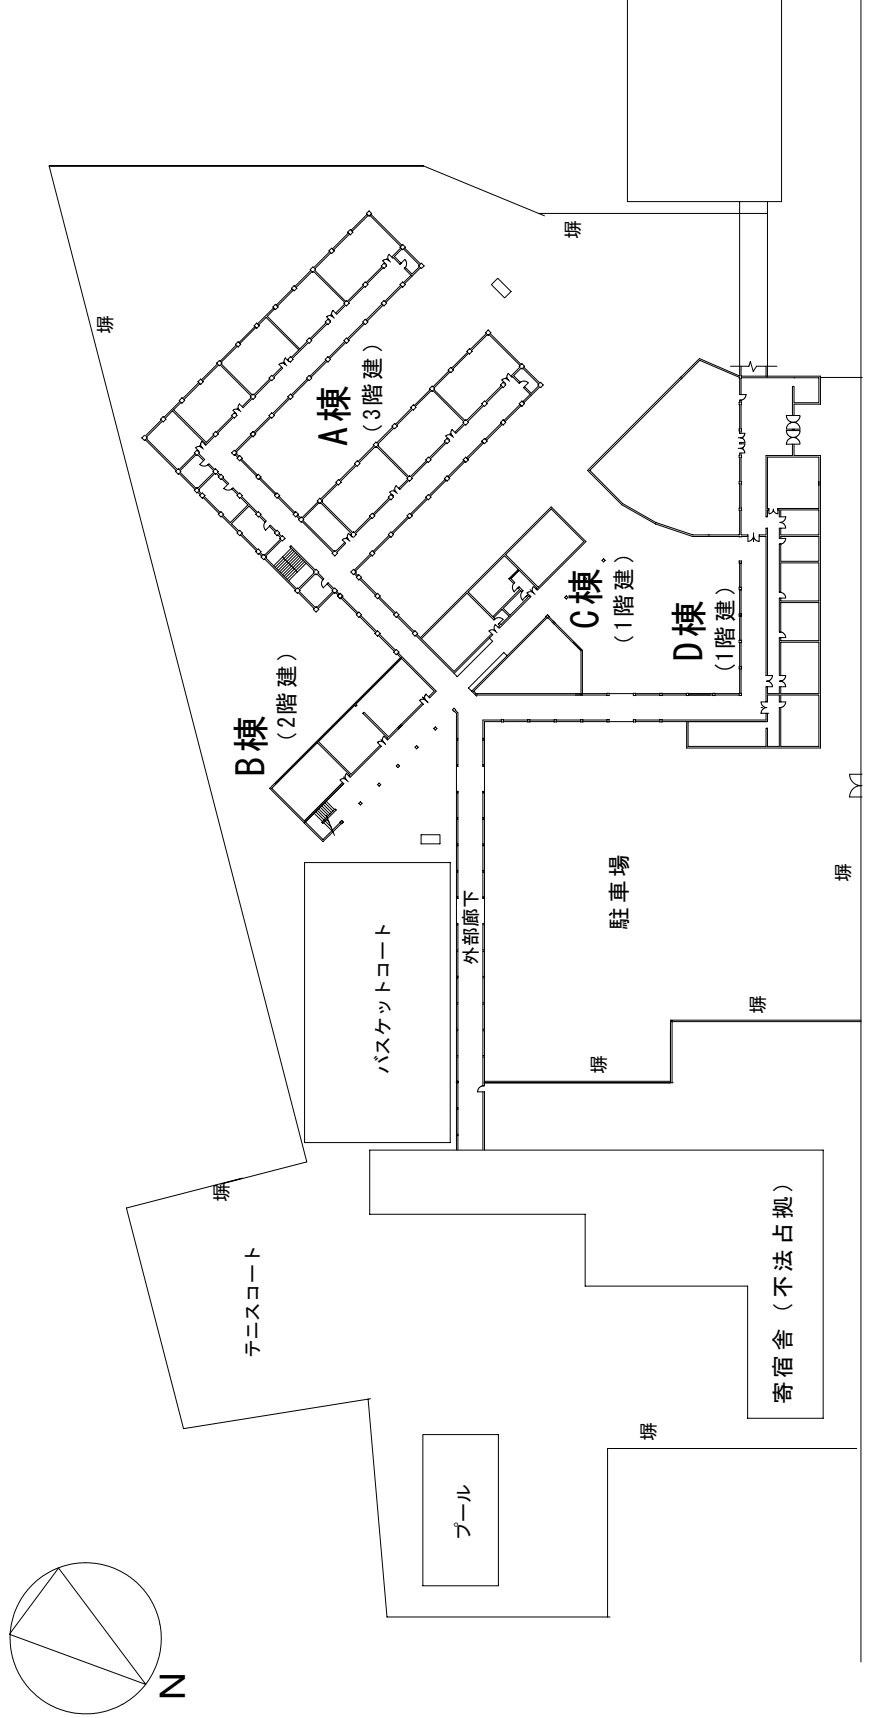 塀
N
塀
テニスコート
B棟
（2階建）
A棟
（3階建）
バスケットコート
プール
外部廊下
塀
C棟
（1階建）
塀
駐車場
塀
D棟
（1階建）
塀
寄宿舎（不法占拠）
塀